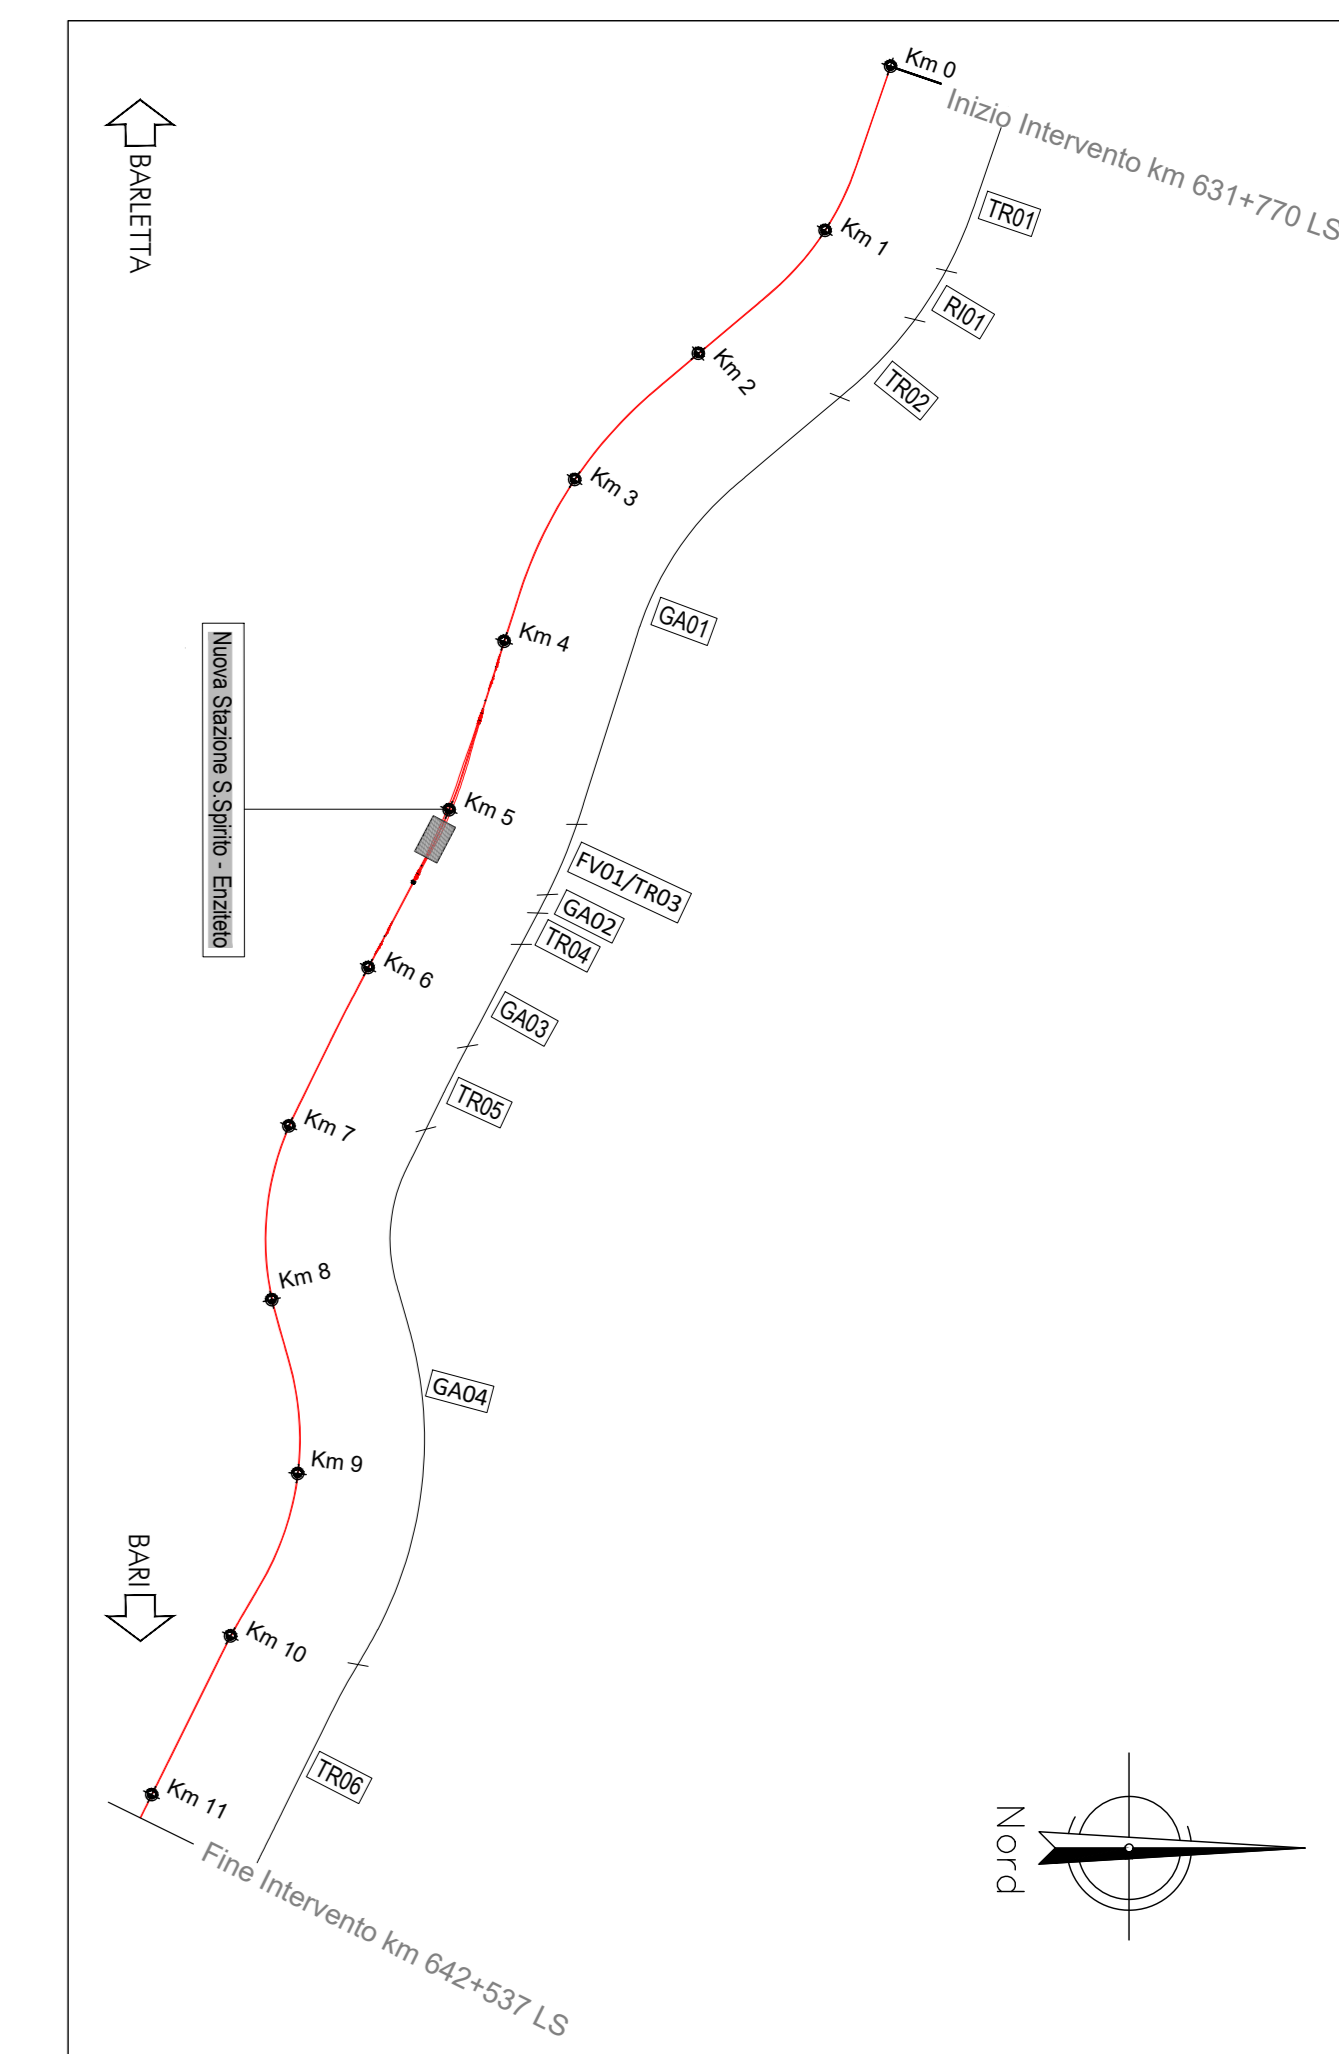 Km 0
Inizio Intervento km 631+770 LS
BARLETTA
TR01
Km 1
RI01
Km 2
TR02
Km 3
GA01
Km 4
Nuova Stazione S.Spirito - Enziteto
Km 5
FV01/TR03
GA02
TR04
Km 6
GA03
TR05
Km 7
Km 8
GA04
Km 9
BARI
Km 10
TR06
Km 11
Fine Intervento km 642+537 LS
Nord